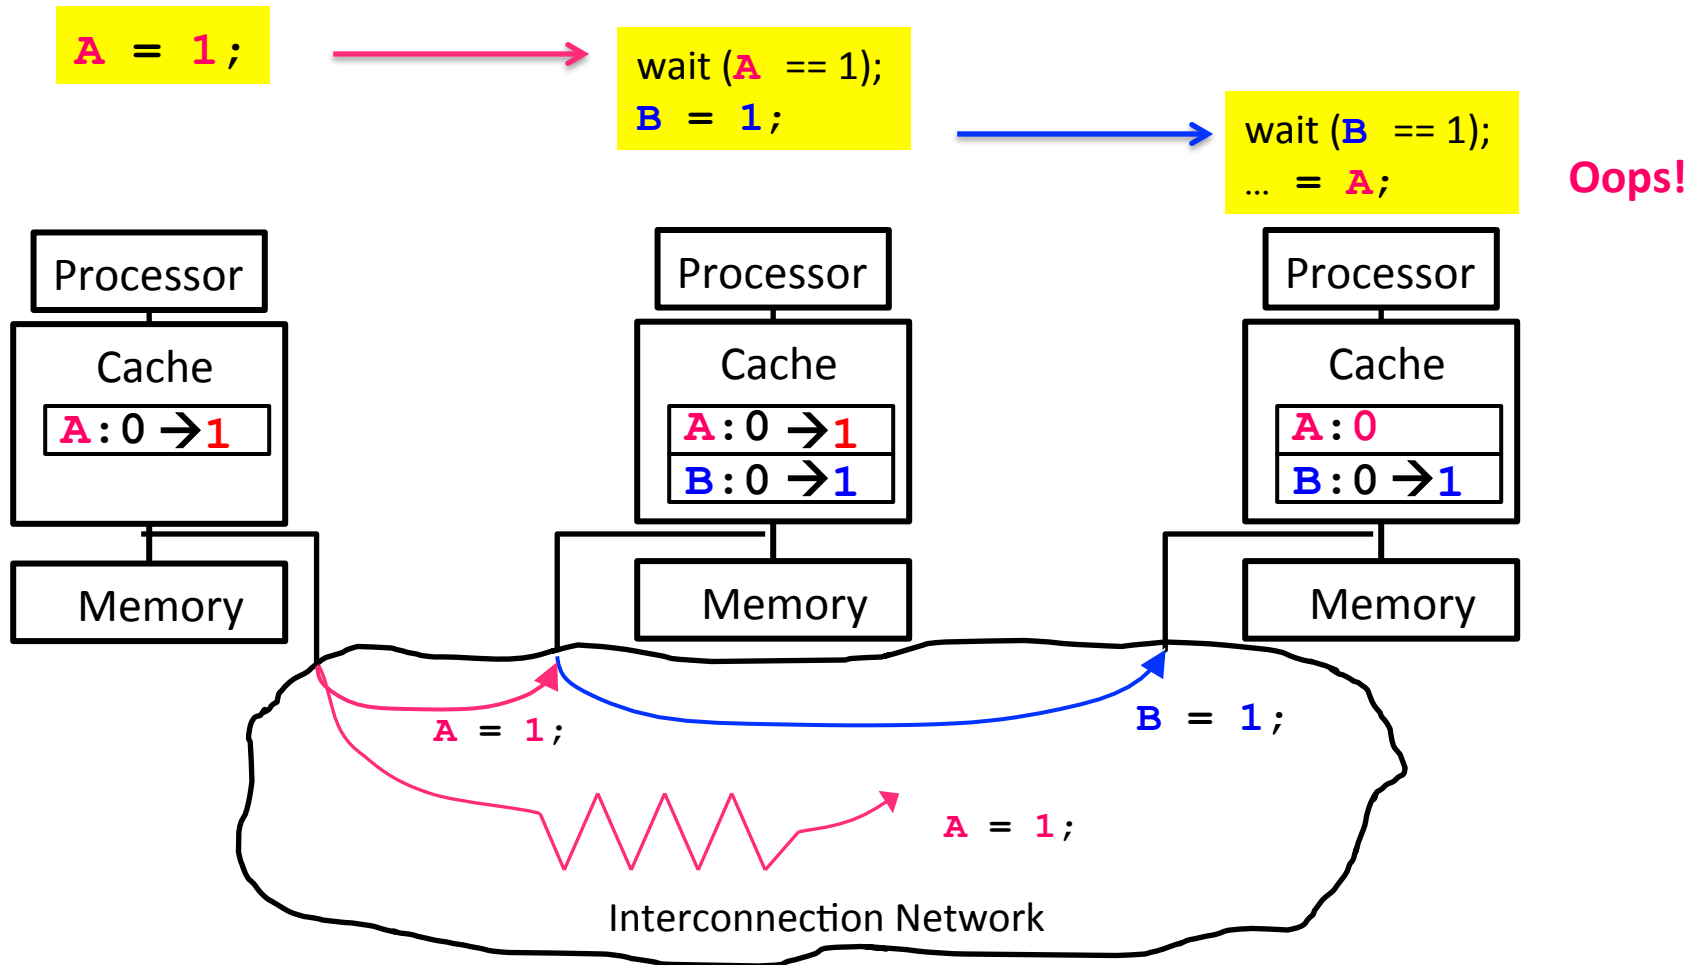 A = 1;
wait (A == 1);
B = 1;
wait (B == 1);
… = A;
Oops!
Processor
Processor
Processor
Cache
Cache
Cache
A:0 →1
A:0 →1
B:0 →1
A:0
B:0 →1
Memory
Memory
Memory
A = 1;
B = 1;
A = 1;
Interconnection Network